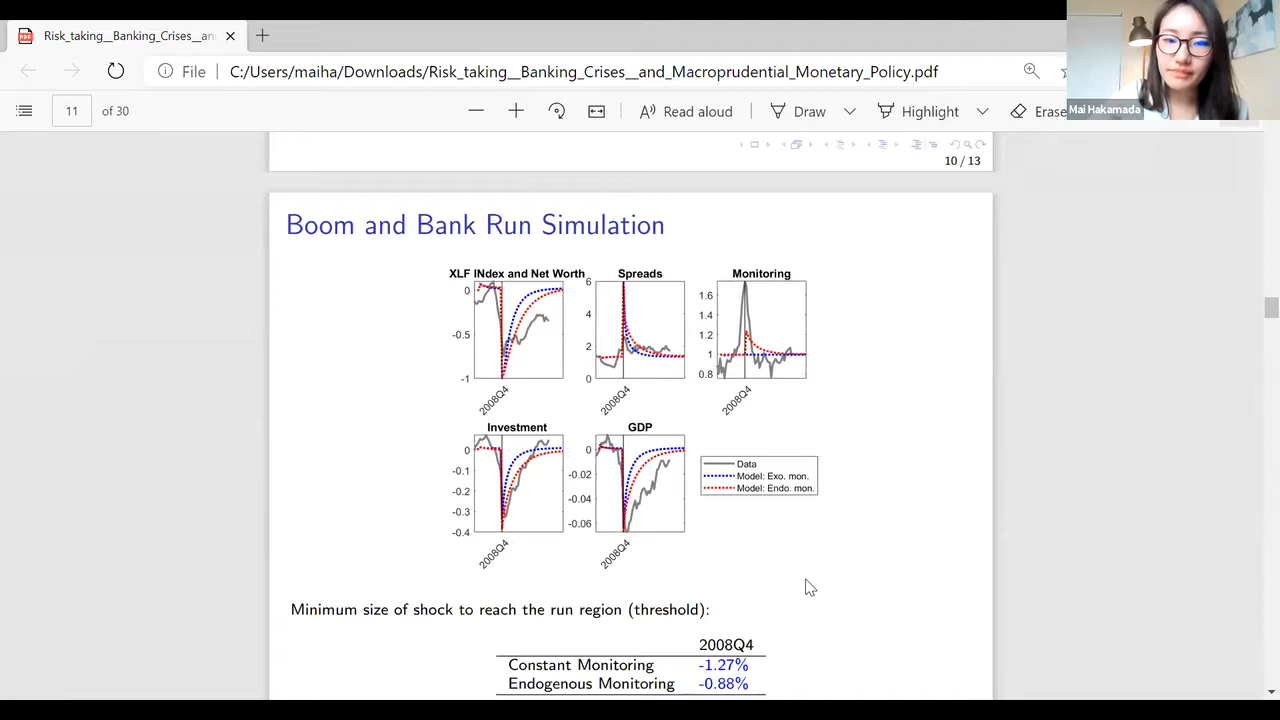 Risk_taking__Banking_Crises__an
File C:/Users/maiha/Downloads/Risk_taking__Banking_Crises__and_Macroprudential_Monetary_Policy.pdf
Mai Hakamada
11 of 30
Read aloud Draw Highlight Erase
10 / 13
Boom and Bank Run Simulation
XLF INdex and Net Worth Spreads Monitoring
0
-0.5
-1
2008Q4
6
4
2
0
2008Q4
1.6
1.4
1.2
1
0.8
2008Q4
Investment GDP
0
-0.1
-0.2
-0.3
-0.4
2008Q4
0
-0.02
-0.04
-0.06
2008Q4
Data
Model: Exo. mon.
Model: Endo. mon.
Minimum size of shock to reach the run region (threshold):
2008Q4
Constant Monitoring -1.27%
Endogenous Monitoring -0.88%